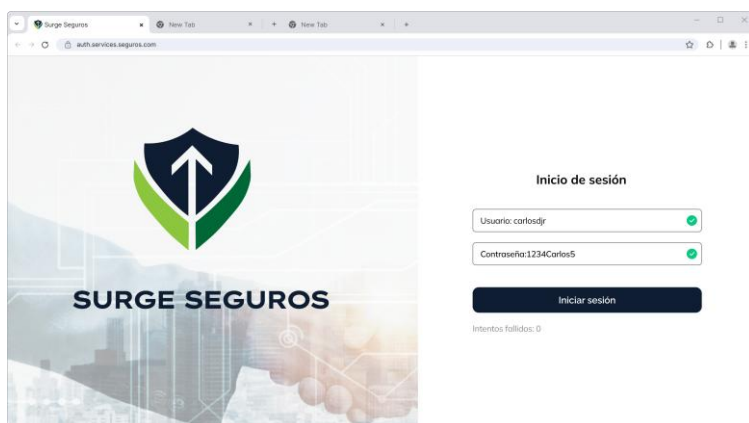 Surge Seguros
New Tab
New Tab
auth.services.seguros.com
SURGE SEGUROS
Inicio de sesión
Usuario: carlosdjr
Contraseña:1234Carlos5
Iniciar sesión
Intentos fallidos: 0